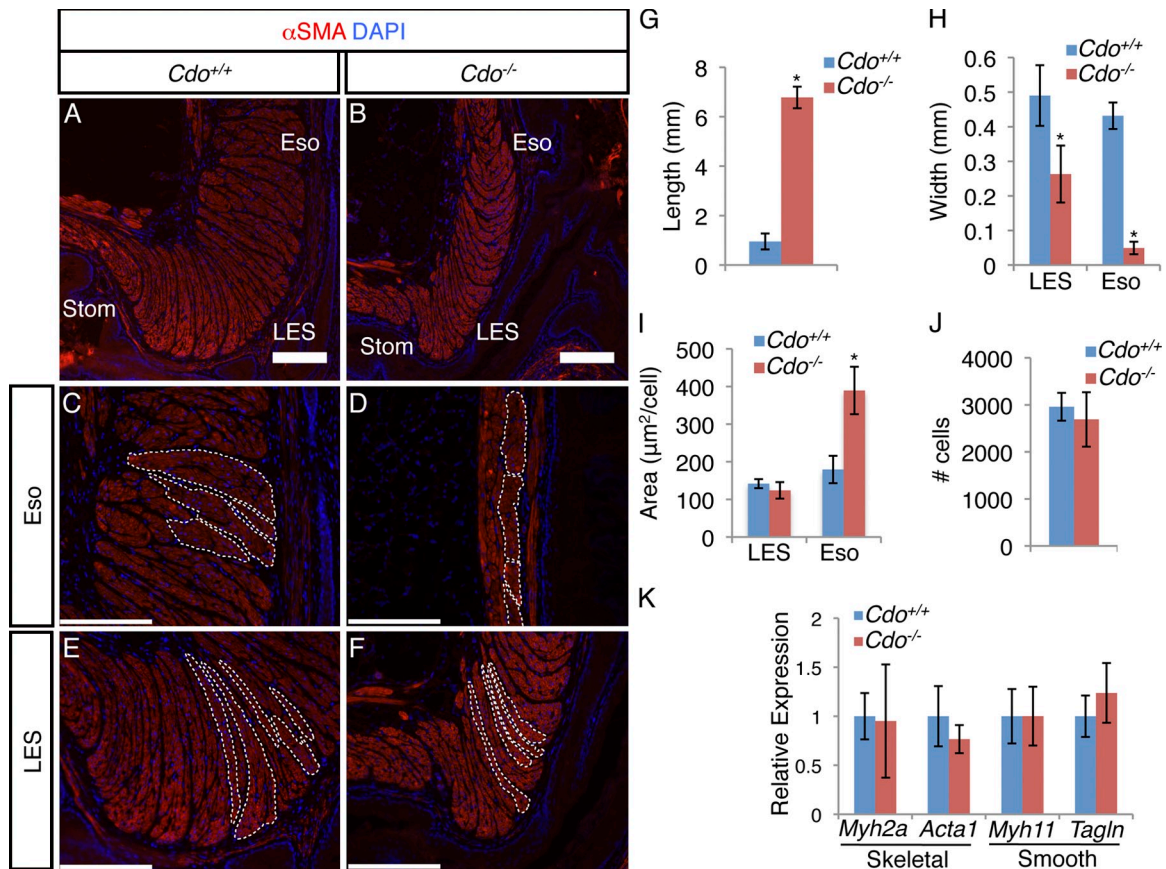 αSMA DAPI
Cdo+/+
Cdo-/-
A
Eso
Stom
LES
B
Eso
Stom
LES
Eso
C
D
LES
E
F
G
Cdo+/+
Cdo-/-
Length (mm)
8
6
4
2
0
*
H
Cdo+/+
Cdo-/-
Width (mm)
0.6
0.5
0.4
0.3
0.2
0.1
0
*
*
LES Eso
I
Cdo+/+
Cdo-/-
Area (µm²/cell)
500
400
300
200
100
0
*
LES Eso
J
Cdo+/+
Cdo-/-
# cells
4000
3000
2000
1000
0
K
Cdo+/+
Cdo-/-
Relative Expression
2
1.5
1
0.5
0
Myh2a Acta1 Myh11 Tagln
Skeletal Smooth